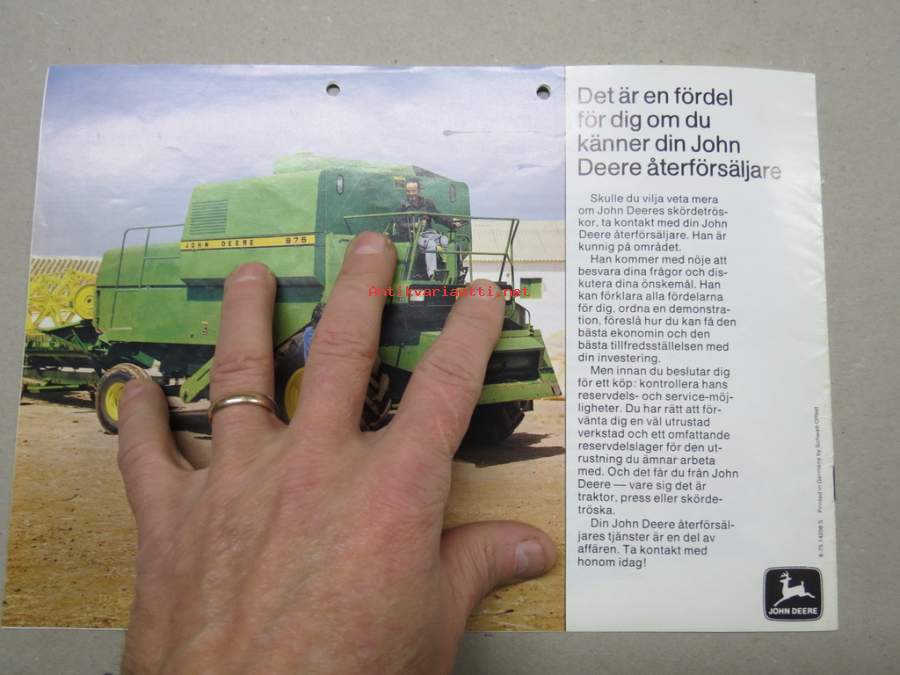 JOHN DEERE 975
Antikvariaatti.net
Det är en fördel
för dig om du
känner din John
Deere återförsäljare
Skulle du vilja veta mera
om John Deeres skördetrös-
kor, ta kontakt med din John
Deere återförsäljare. Han är
kunnig på området.
Han kommer med nöje att
besvara dina frågor och dis-
kutera dina önskemål. Han
kan förklara alla fördelarna
för dig, ordna en demonstra-
tion, föreslå hur du kan få den
bästa ekonomin och den
bästa tillfredsställelsen med
din investering.
Men innan du beslutar dig
för ett köp: kontrollera hans
reservdels- och service-möj-
ligheter. Du har rätt att för-
vänta dig en väl utrustad
verkstad och ett omfattande
reservdelslager för den ut-
rustning du ämnar arbeta
med. Och det får du från John
Deere — vare sig det är
traktor, press eller skörde-
tröska.
Din John Deere återförsäl-
jares tjänster är en del av
affären. Ta kontakt med
honom idag!
Printed in Germany by Schwab Offset
JOHN DEERE